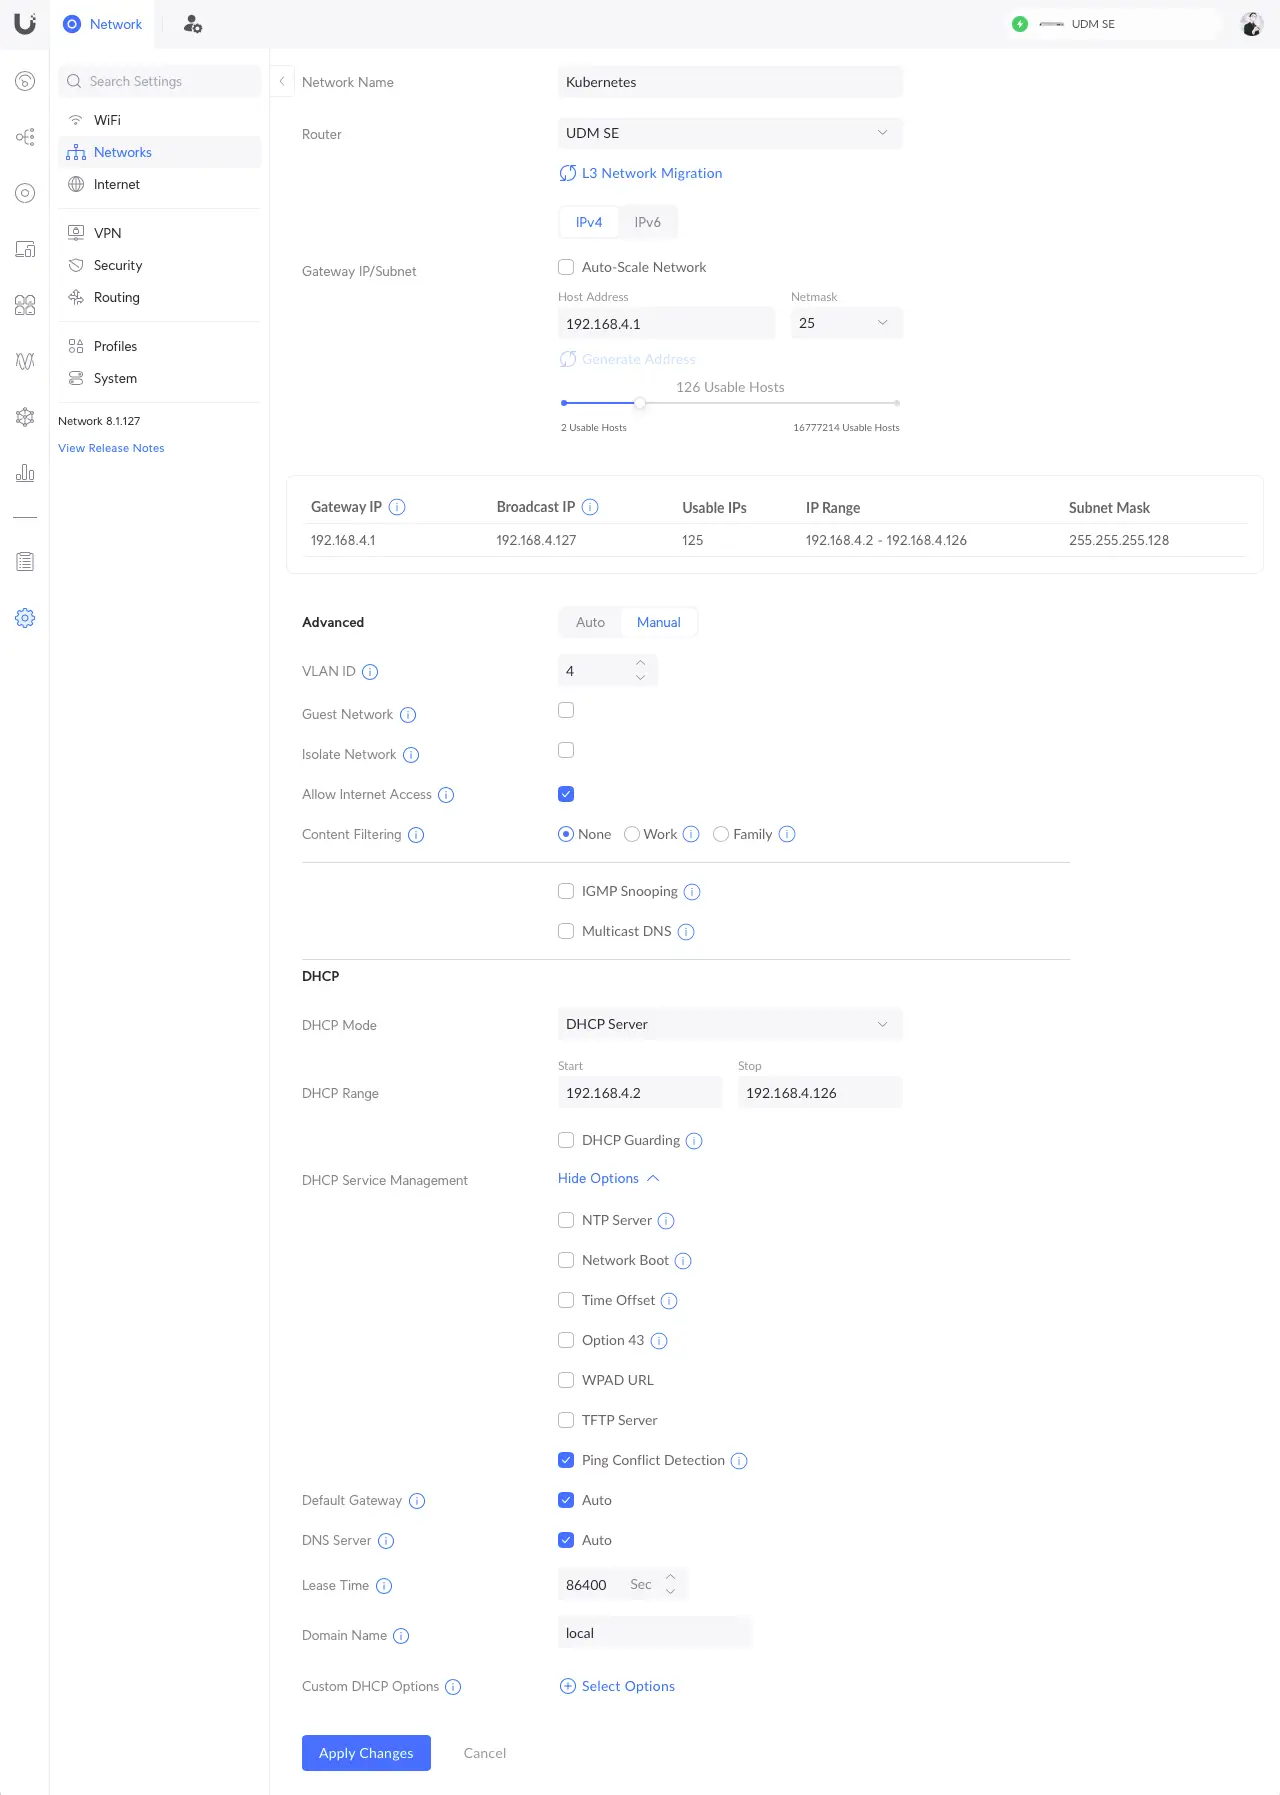 Network
UDM SE
Search Settings
WiFi
Networks
Internet
VPN
Security
Routing
Profiles
System
Network 8.1.127
View Release Notes
Network Name
Kubernetes
Router
UDM SE
L3 Network Migration
IPv4 IPv6
Gateway IP/Subnet
Auto-Scale Network
Host Address Netmask
192.168.4.1 25
Generate Address
126 Usable Hosts
2 Usable Hosts 16777214 Usable Hosts
Gateway IP Broadcast IP Usable IPs IP Range Subnet Mask
192.168.4.1 192.168.4.127 125 192.168.4.2 - 192.168.4.126 255.255.255.128
Advanced Auto Manual
VLAN ID 4
Guest Network
Isolate Network
Allow Internet Access
Content Filtering None Work Family
IGMP Snooping
Multicast DNS
DHCP
DHCP Mode DHCP Server
Start Stop
DHCP Range 192.168.4.2 192.168.4.126
DHCP Guarding
DHCP Service Management Hide Options
NTP Server
Network Boot
Time Offset
Option 43
WPAD URL
TFTP Server
Ping Conflict Detection
Default Gateway Auto
DNS Server Auto
Lease Time 86400 Sec
Domain Name local
Custom DHCP Options Select Options
Apply Changes Cancel